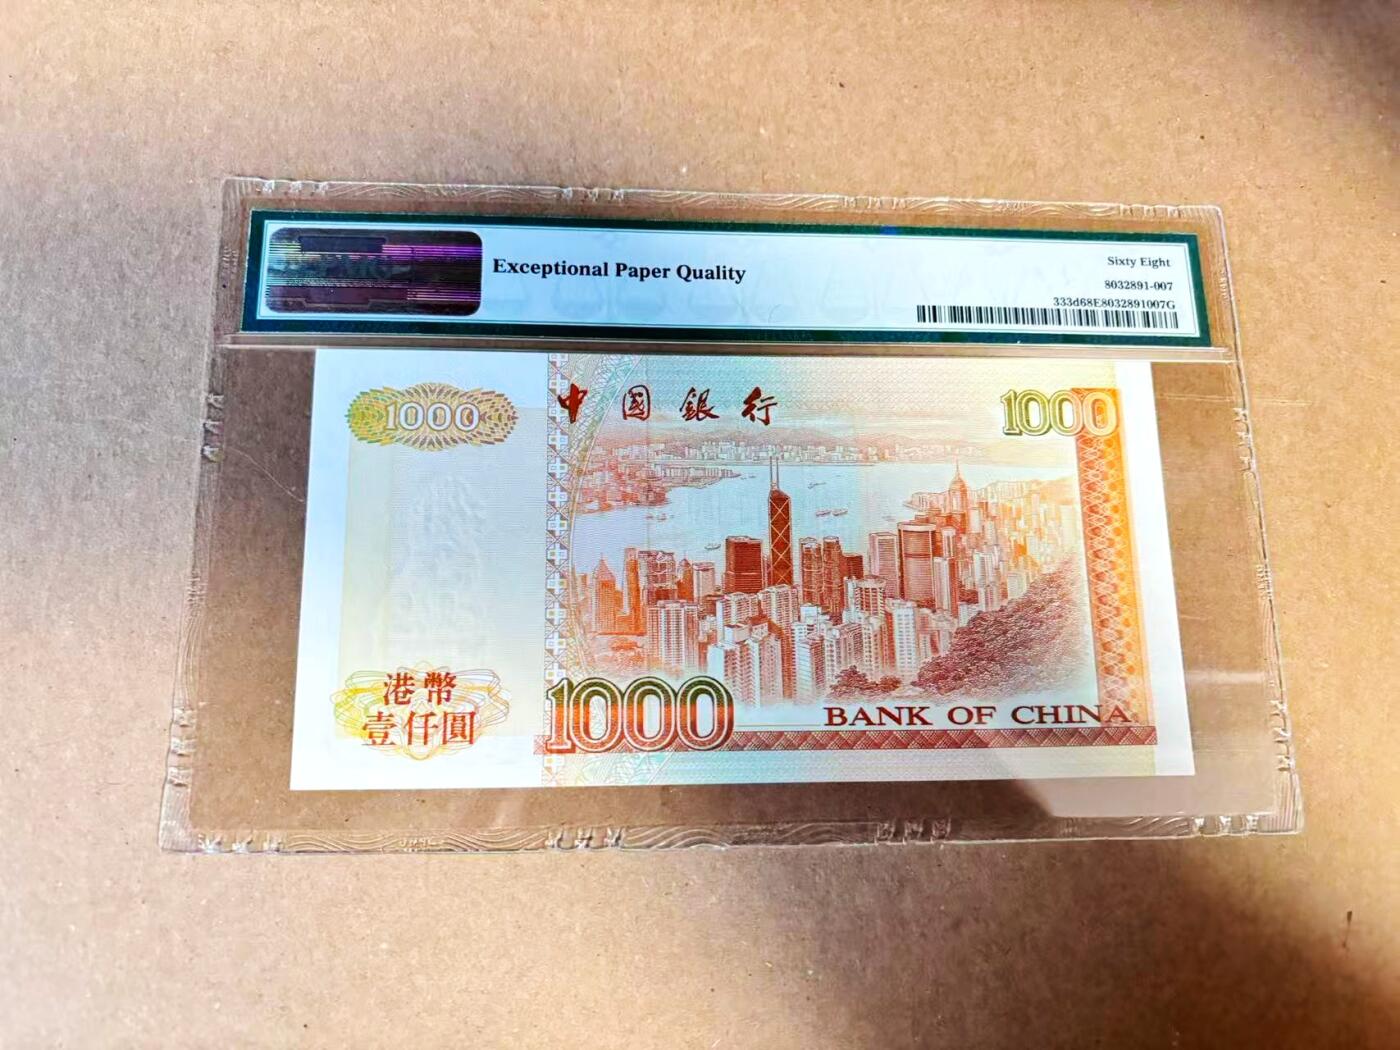 Exceptional Paper Quality
Sixty Eight
8032891-007
333d68E8032891007G
1000
中國銀行
1000
港幣
壹仟圓
1000
BANK OF CHINA